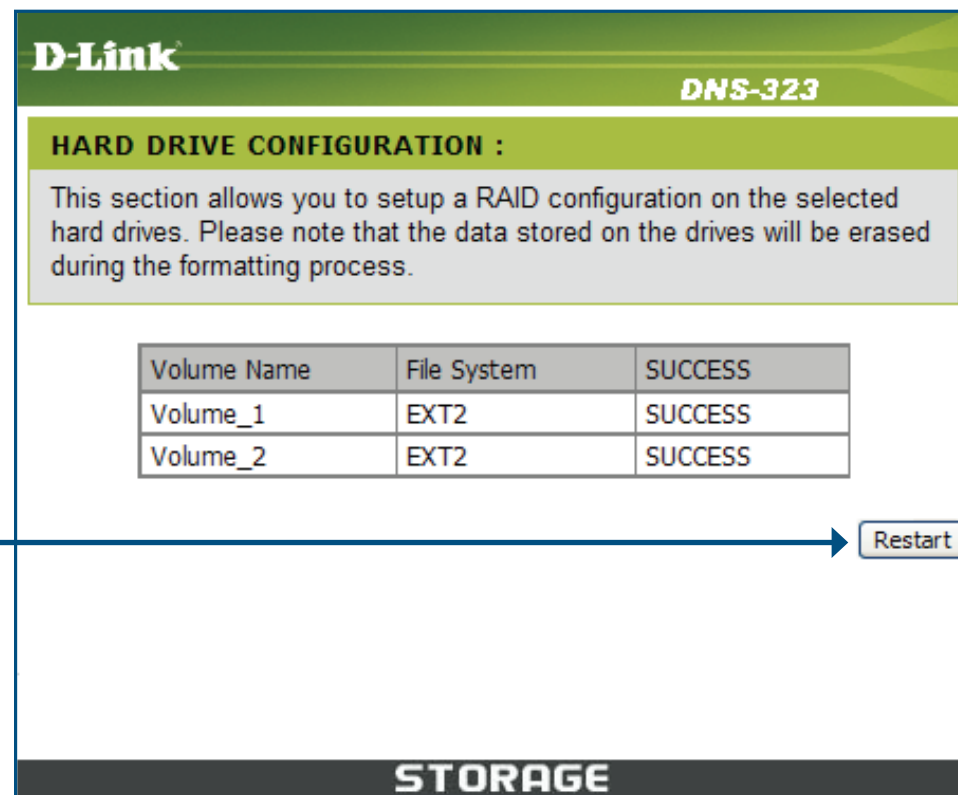 D-Link
DNS-323
HARD DRIVE CONFIGURATION :
This section allows you to setup a RAID configuration on the selected
hard drives. Please note that the data stored on the drives will be erased
during the formatting process.
Volume Name File System SUCCESS
Volume_1 EXT2 SUCCESS
Volume_2 EXT2 SUCCESS
Restart
STORAGE